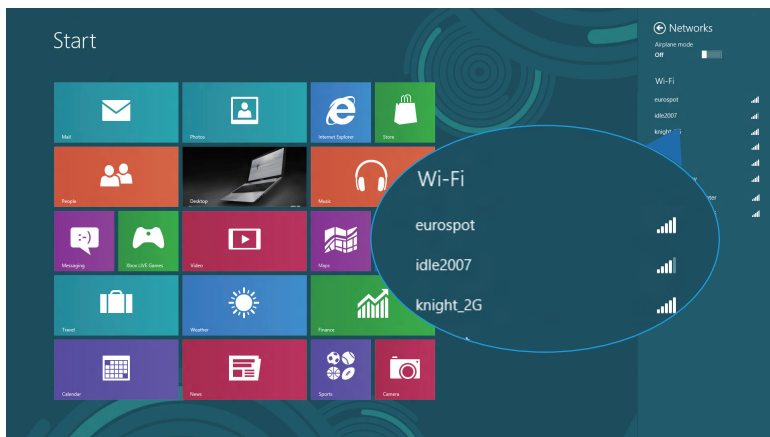 Start
Networks
Airplane mode
Off
Wi-Fi
eurospot
idle2007
Mail
Photos
Internet Explorer
Store
Wi-Fi
eurospot
idle2007
knight_2G
People
Desktop
Music
Messaging
Xbox LIVE Games
Video
Maps
Travel
Weather
Finance
Calendar
News
Sports
Camera